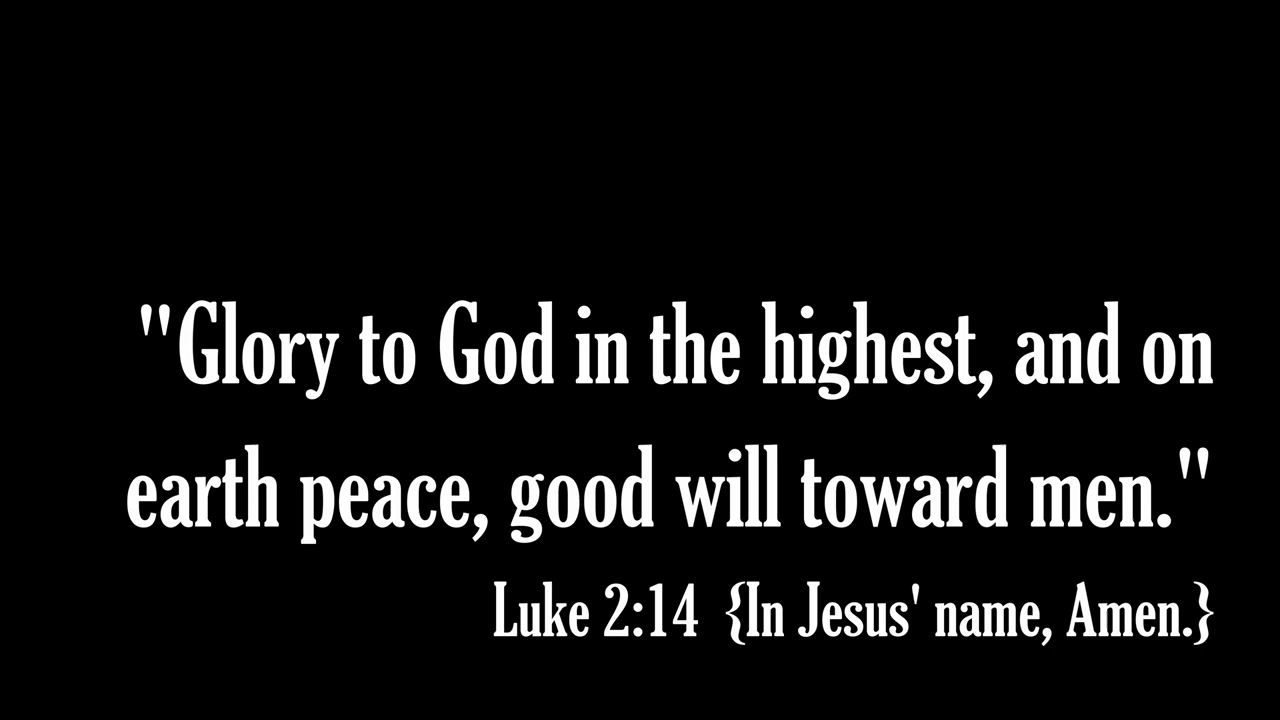 "Glory to God in the highest, and on
earth peace, good will toward men."
Luke 2:14  {In Jesus' name, Amen.}